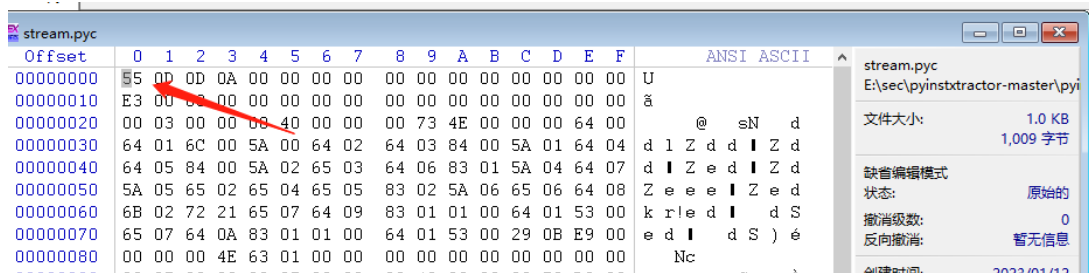 stream.pyc
Offset 0 1 2 3 4 5 6 7 8 9 A B C D E F ANSI ASCII
00000000 55 0D 0D 0A 00 00 00 00 00 00 00 00 00 00 00 00 U
00000010 E3 00 00 00 00 00 00 00 00 00 00 00 00 00 00 00 ã
00000020 00 03 00 00 00 40 00 00 00 73 4E 00 00 00 64 00 @ sN d
00000030 64 01 6C 00 5A 00 64 02 64 03 84 00 5A 01 64 04 d l Z d d Z d
00000040 64 05 84 00 5A 02 65 03 64 06 83 01 5A 04 64 07 d Z e d Z d
00000050 5A 05 65 02 65 04 65 05 83 02 5A 06 65 06 64 08 Z e e e Z e d
00000060 6B 02 72 21 65 07 64 09 83 01 01 00 64 01 53 00 k r!e d d S
00000070 65 07 64 0A 83 01 01 00 64 01 53 00 29 0B E9 00 e d d S ) é
00000080 00 00 00 4E 63 01 00 00 00 00 00 00 00 00 00 00 Nc
stream.pyc
E:\sec\pyinstxtractor-master\pyi
文件大小: 1.0 KB
1,009 字节
缺省编辑模式
状态: 原始的
撤消级数: 0
反向撤消: 暂无信息
创建时间: 2023/01/12